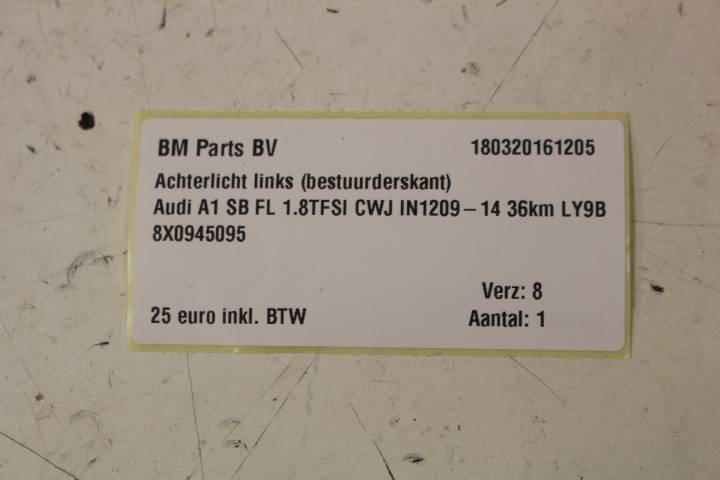 BM Parts BV 180320161205
Achterlicht links (bestuurderskant)
Audi A1 SB FL 1.8TFSI CWJ IN1209-14 36km LY9B
8X0945095
Verz: 8
25 euro inkl. BTW Aantal: 1